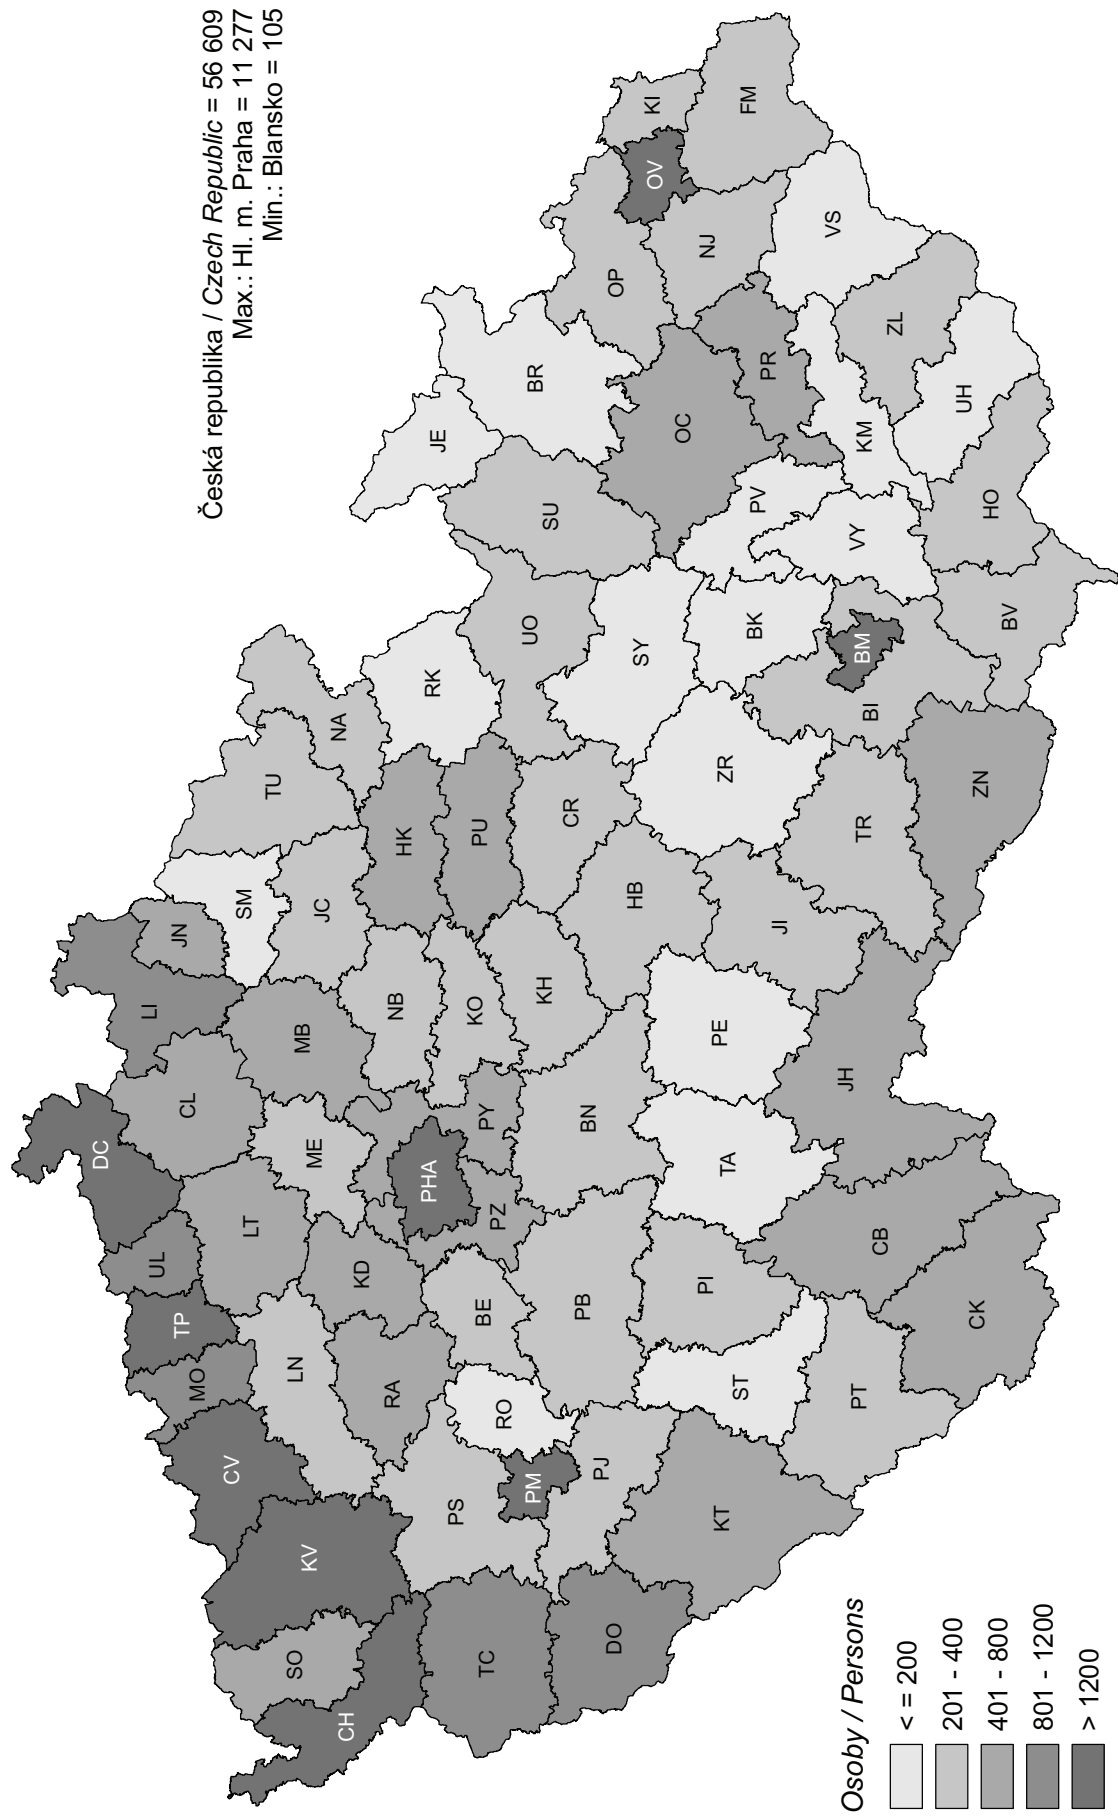 Česká republika / Czech Republic = 56 609
Max.: Hl. m. Praha = 11 277
Min.: Blansko = 105
DC
LI
JN
SM
TU
NA
UL
CL
TP
MO
CV
LT
ME
MB
JC
HK
RK
JE
KV
LN
KD
PHA
NB
PU
UO
SU
BR
SO
RA
PZ
PY
KO
CH
PS
BE
KH
CR
OP
OV
KI
TC
RO
PM
PB
BN
HB
SY
OC
NJ
FM
DO
PJ
PI
TA
PE
ZR
BK
PV
PR
VS
KT
ST
JH
JI
TR
BI
BM
VY
KM
ZL
PT
CB
CK
ZN
BV
HO
UH
Osoby / Persons
< = 200
201 - 400
401 - 800
801 - 1200
> 1200